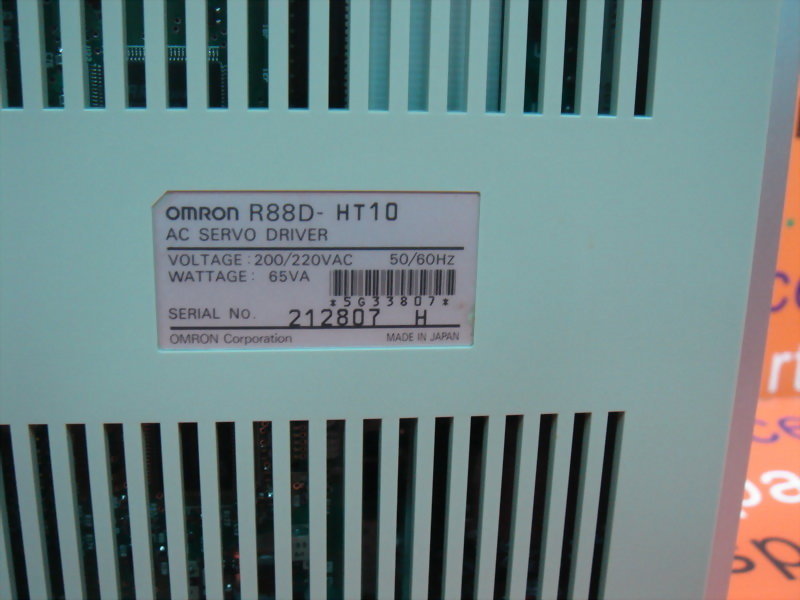 OMRON R88D- HT10
AC SERVO DRIVER
VOLTAGE: 200/220VAC 50/60Hz
WATTAGE: 65VA
*5G33807*
SERIAL No. 212807 H
OMRON Corporation MADE IN JAPAN